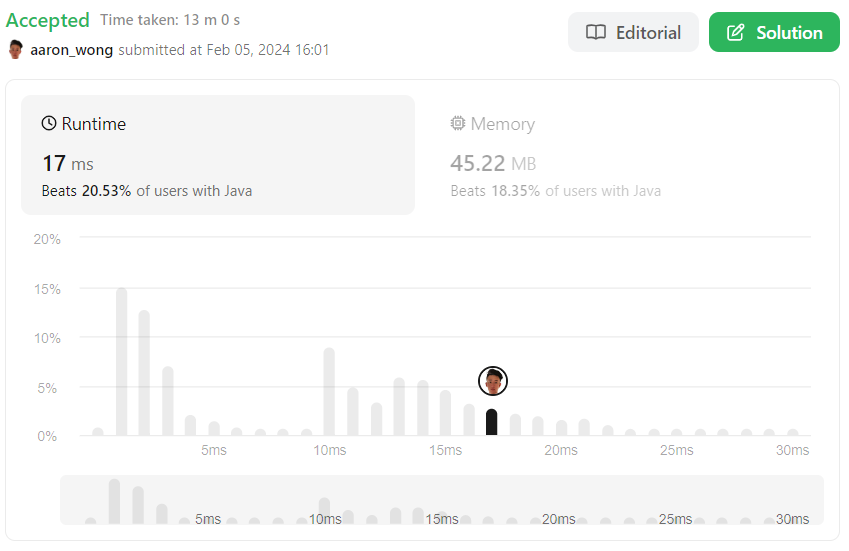 Accepted Time taken: 13 m 0 s
aaron_wong submitted at Feb 05, 2024 16:01
Editorial
Solution
Runtime
17 ms
Beats 20.53% of users with Java
Memory
45.22 MB
Beats 18.35% of users with Java
20%
15%
10%
5%
0%
5ms 10ms 15ms 20ms 25ms 30ms
5ms 10ms 15ms 20ms 25ms 30ms